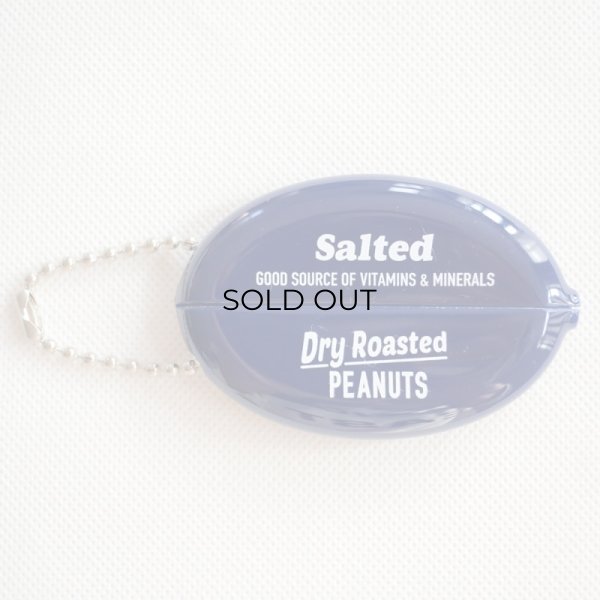 Salted
GOOD SOURCE OF VITAMINS & MINERALS
SOLD OUT
Dry Roasted
PEANUTS